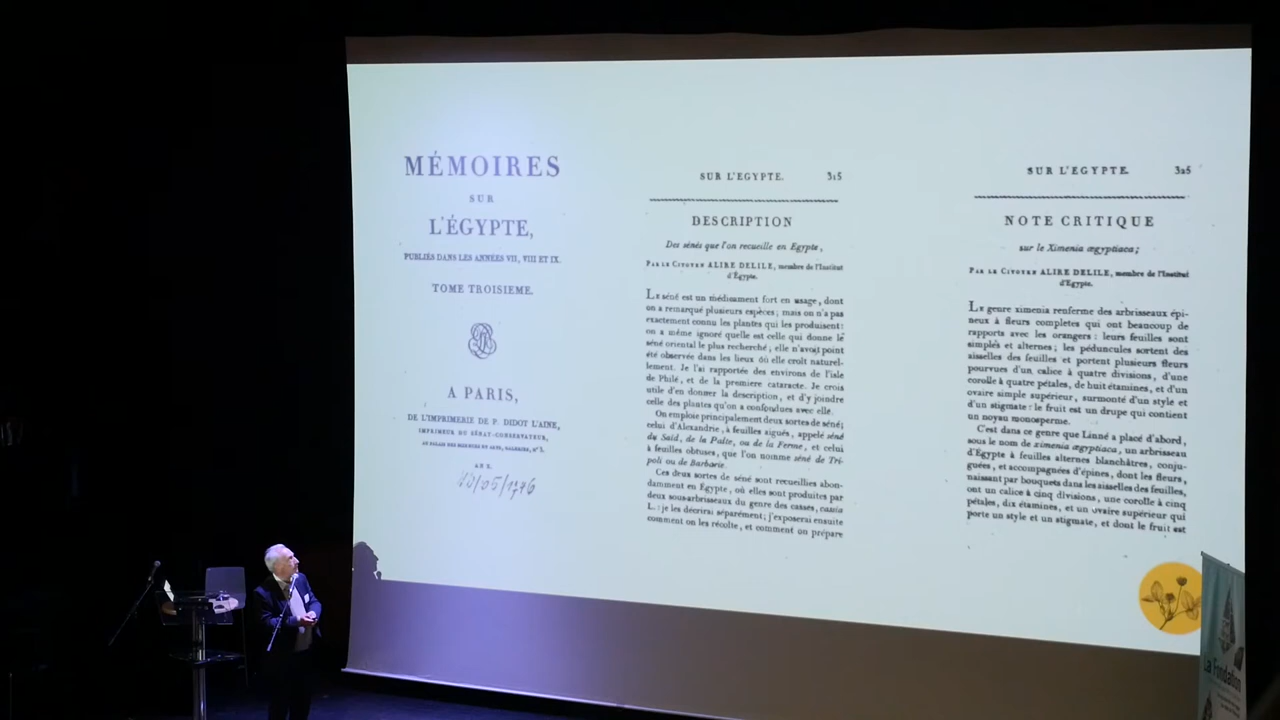 MÉMOIRES
SUR
L'ÉGYPTE,
PUBLIÉS DANS LES ANNÉES VII, VIII ET IX.
TOME TROISIEME.
A PARIS,
DE L'IMPRIMERIE DE P. DIDOT L'AINE,
IMPRIMEUR DU SÉNAT-CONSERVATEUR,
AU PALAIS DES SCIENCES ET ARTS,
AN X.
SUR L'EGYPTE. 315
DESCRIPTION
Des sénés que l'on recueille en Egypte,
PAR LE CITOYEN ALIRE DELILE, membre de l'Institut
d'Égypte.
Le séné est un médicament fort en usage, dont
on a remarqué plusieurs especes; mais on n'a pas
exactement connu les plantes qui les produisent:
on a même ignoré quelle est celle qui donne le
séné oriental le plus recherché; elle n'avoit point
été observée dans les lieux où elle croît naturel-
lement. Je l'ai rapportée des environs de l'isle
de Philé, et de la premiere cataracte. Je crois
utile d'en donner la description, et d'y joindre
celle des plantes qu'on a confondues avec elle.
On emploie principalement deux sortes de séné;
celui d'Alexandrie, à feuilles aiguës, appelé séné
du Saïd, de la Palte, ou de la Ferme, et celui
à feuilles obtuses, que l'on nomme séné de Tri-
poli ou de Barbarie.
Ces deux sortes de séné sont recueillies abon-
damment en Égypte, où elles sont produites par
deux sous-arbrisseaux du genre des casses, cassia
L.: je les décrirai séparément; j'exposerai ensuite
comment on les récolte, et comment on prépare
SUR L'EGYPTE. 325
NOTE CRITIQUE
sur le Ximenia ægyptiaca;
PAR LE CITOYEN ALIRE DELILE, membre de l'Institut
d'Égypte.
Le genre ximenia renferme des arbrisseaux épi-
neux à fleurs completes qui ont beaucoup de
rapports avec les orangers: leurs feuilles sont
simples et alternes; les péduncules sortent des
aisselles des feuilles et portent plusieurs fleurs
pourvues d'un calice à quatre divisions, d'une
corolle à quatre pétales, de huit étamines, et d'un
ovaire simple supérieur, surmonté d'un style et
d'un stigmate: le fruit est un drupe qui contient
un noyau monosperme.
C'est dans ce genre que Linné a placé d'abord,
sous le nom de ximenia ægyptiaca, un arbrisseau
d'Égypte à feuilles alternes blanchâtres, conju-
guées, et accompagnées d'épines, dont les fleurs,
naissant par bouquets dans les aisselles des feuilles,
ont un calice à cinq divisions, une corolle à cinq
pétales, dix étamines, et un ovaire supérieur qui
porte un style et un stigmate, et dont le fruit est
La Fondation